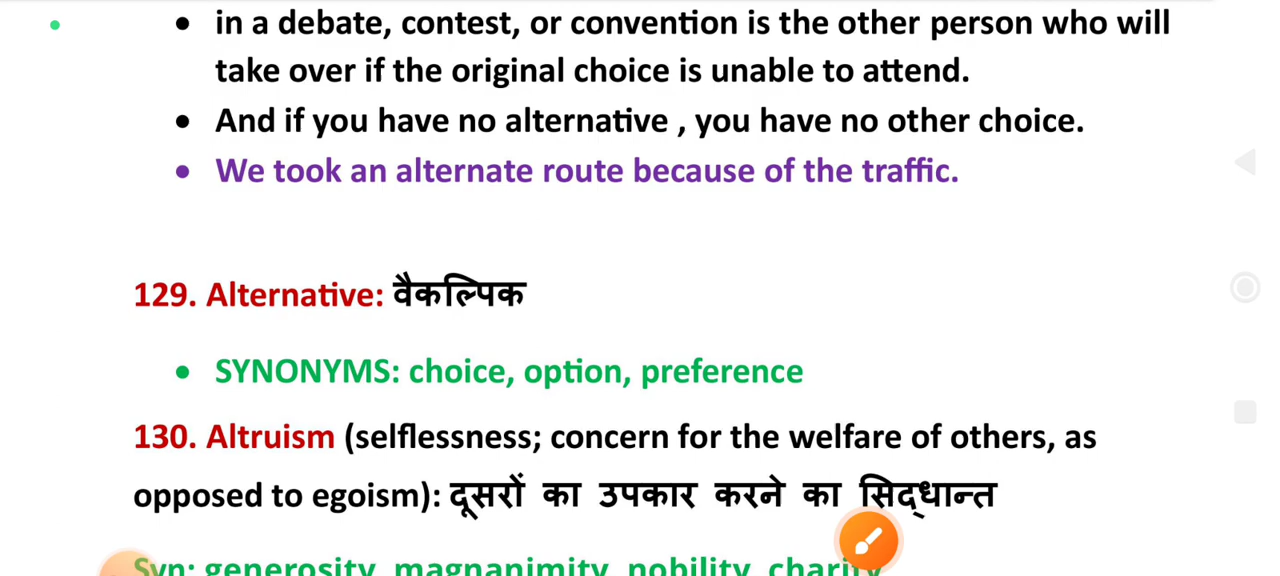 in a debate, contest, or convention is the other person who will
take over if the original choice is unable to attend.
And if you have no alternative , you have no other choice.
We took an alternate route because of the traffic.
129. Alternative: वैकल्पिक
SYNONYMS: choice, option, preference
130. Altruism (selflessness; concern for the welfare of others, as
opposed to egoism): दूसरों का उपकार करने का सिद्धान्त
Syn: generosity, magnanimity, nobility, charity,